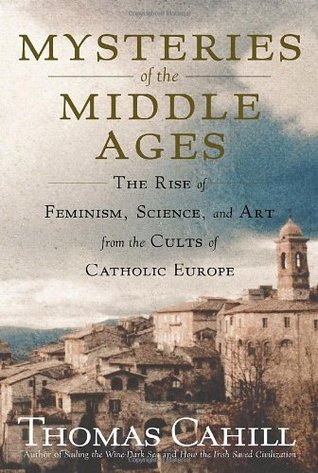 MYSTERIES
of the
MIDDLE
AGES
THE RISE of
FEMINISM, SCIENCE, and ART
from the CULTS of
CATHOLIC EUROPE
THOMAS CAHILL
Author of Sailing the Wine-Dark Sea and How the Irish Saved Civilization